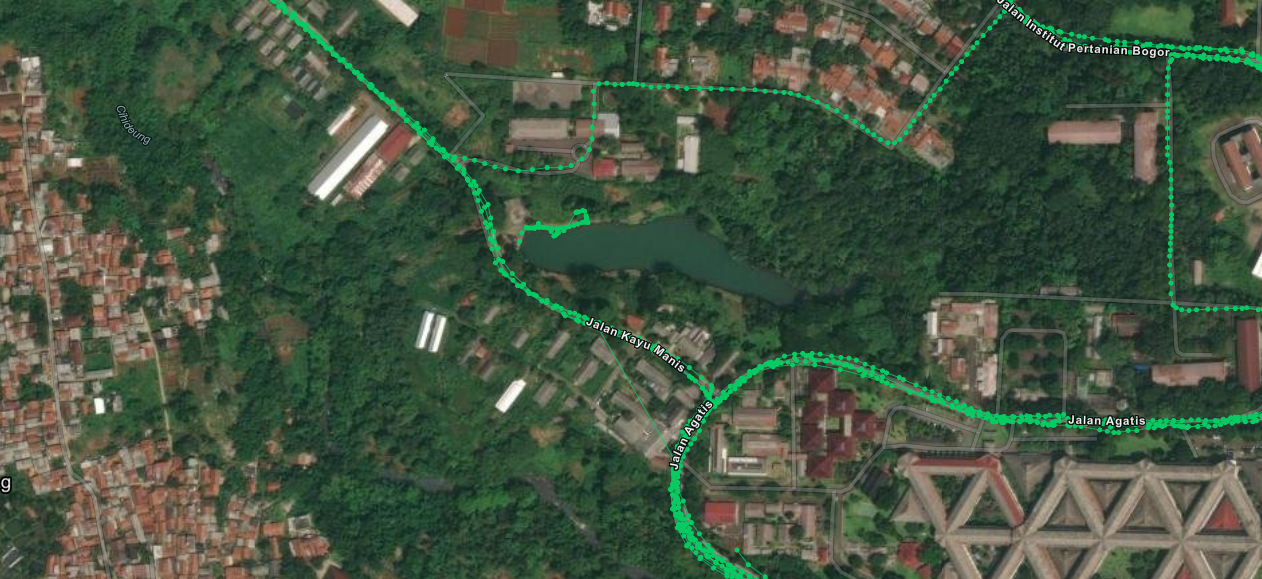 Jalan Institut Pertanian Bogor
Cihideung
Jalan Kayu Manis
Jalan Agatis
Jalan Agatis
g